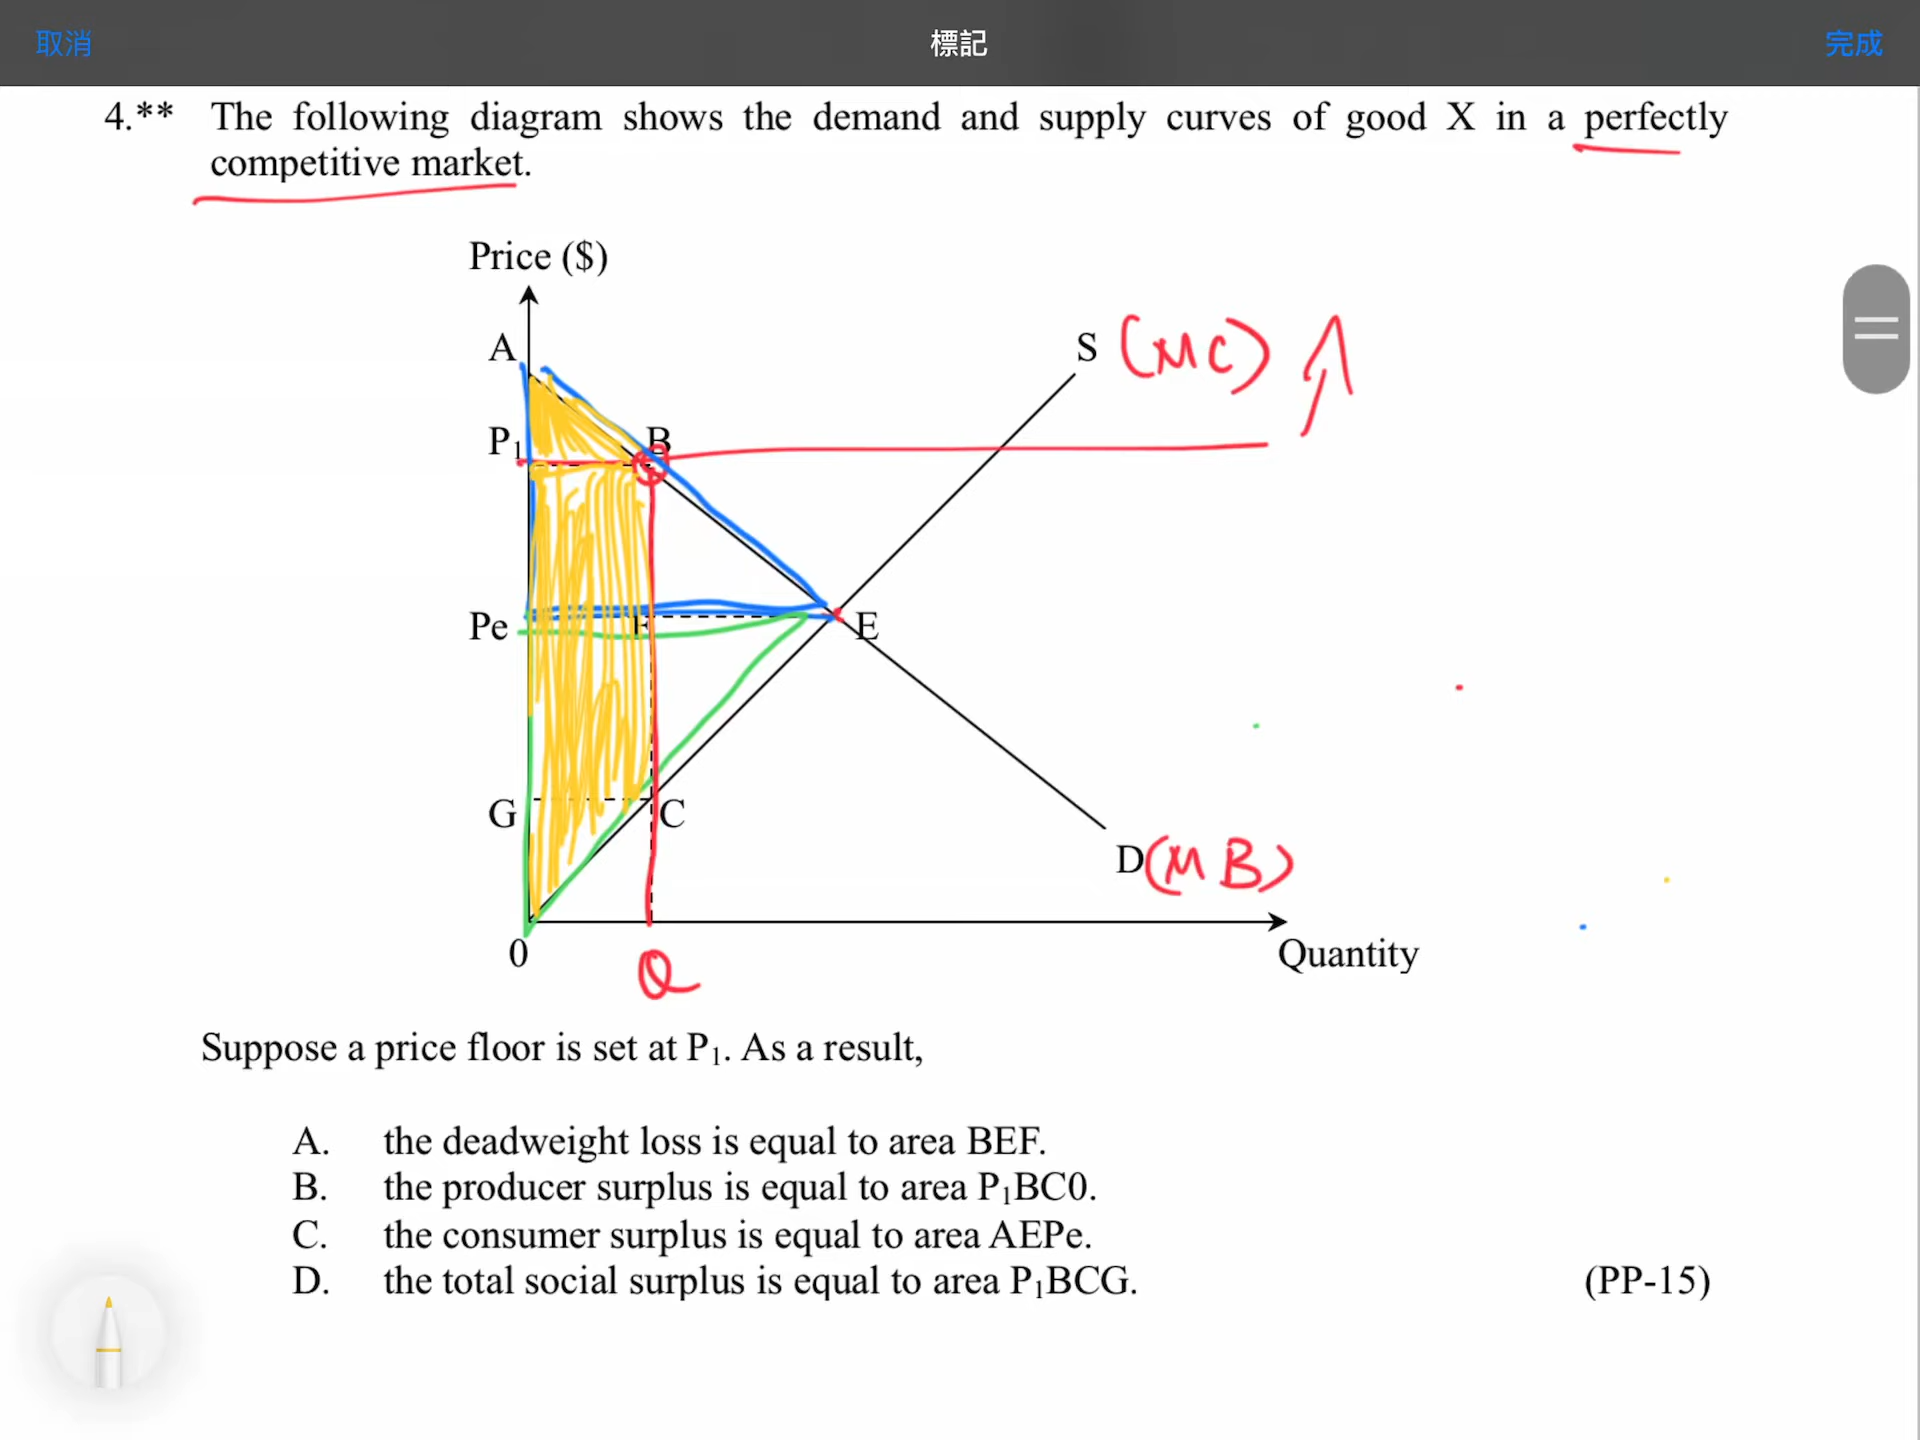 取消 標記 完成
4.** The following diagram shows the demand and supply curves of good X in a perfectly
competitive market.
Price ($)
A
S (MC)
P₁ B
Pe F E
G C
D (MB)
0 Quantity
Q
Suppose a price floor is set at P₁. As a result,
A. the deadweight loss is equal to area BEF.
B. the producer surplus is equal to area P₁BC0.
C. the consumer surplus is equal to area AEPe.
D. the total social surplus is equal to area P₁BCG. (PP-15)